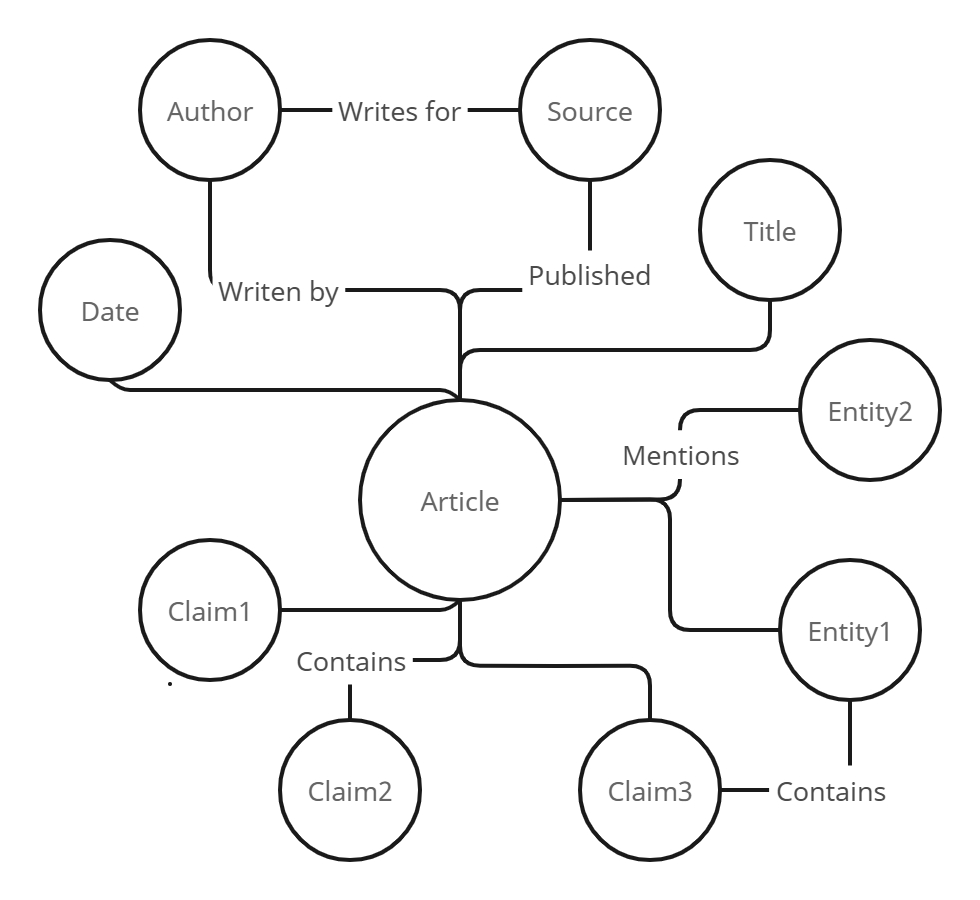 Author
Writes for
Source
Title
Published
Writen by
Date
Entity2
Mentions
Article
Claim1
Entity1
Contains
Claim2
Claim3
Contains